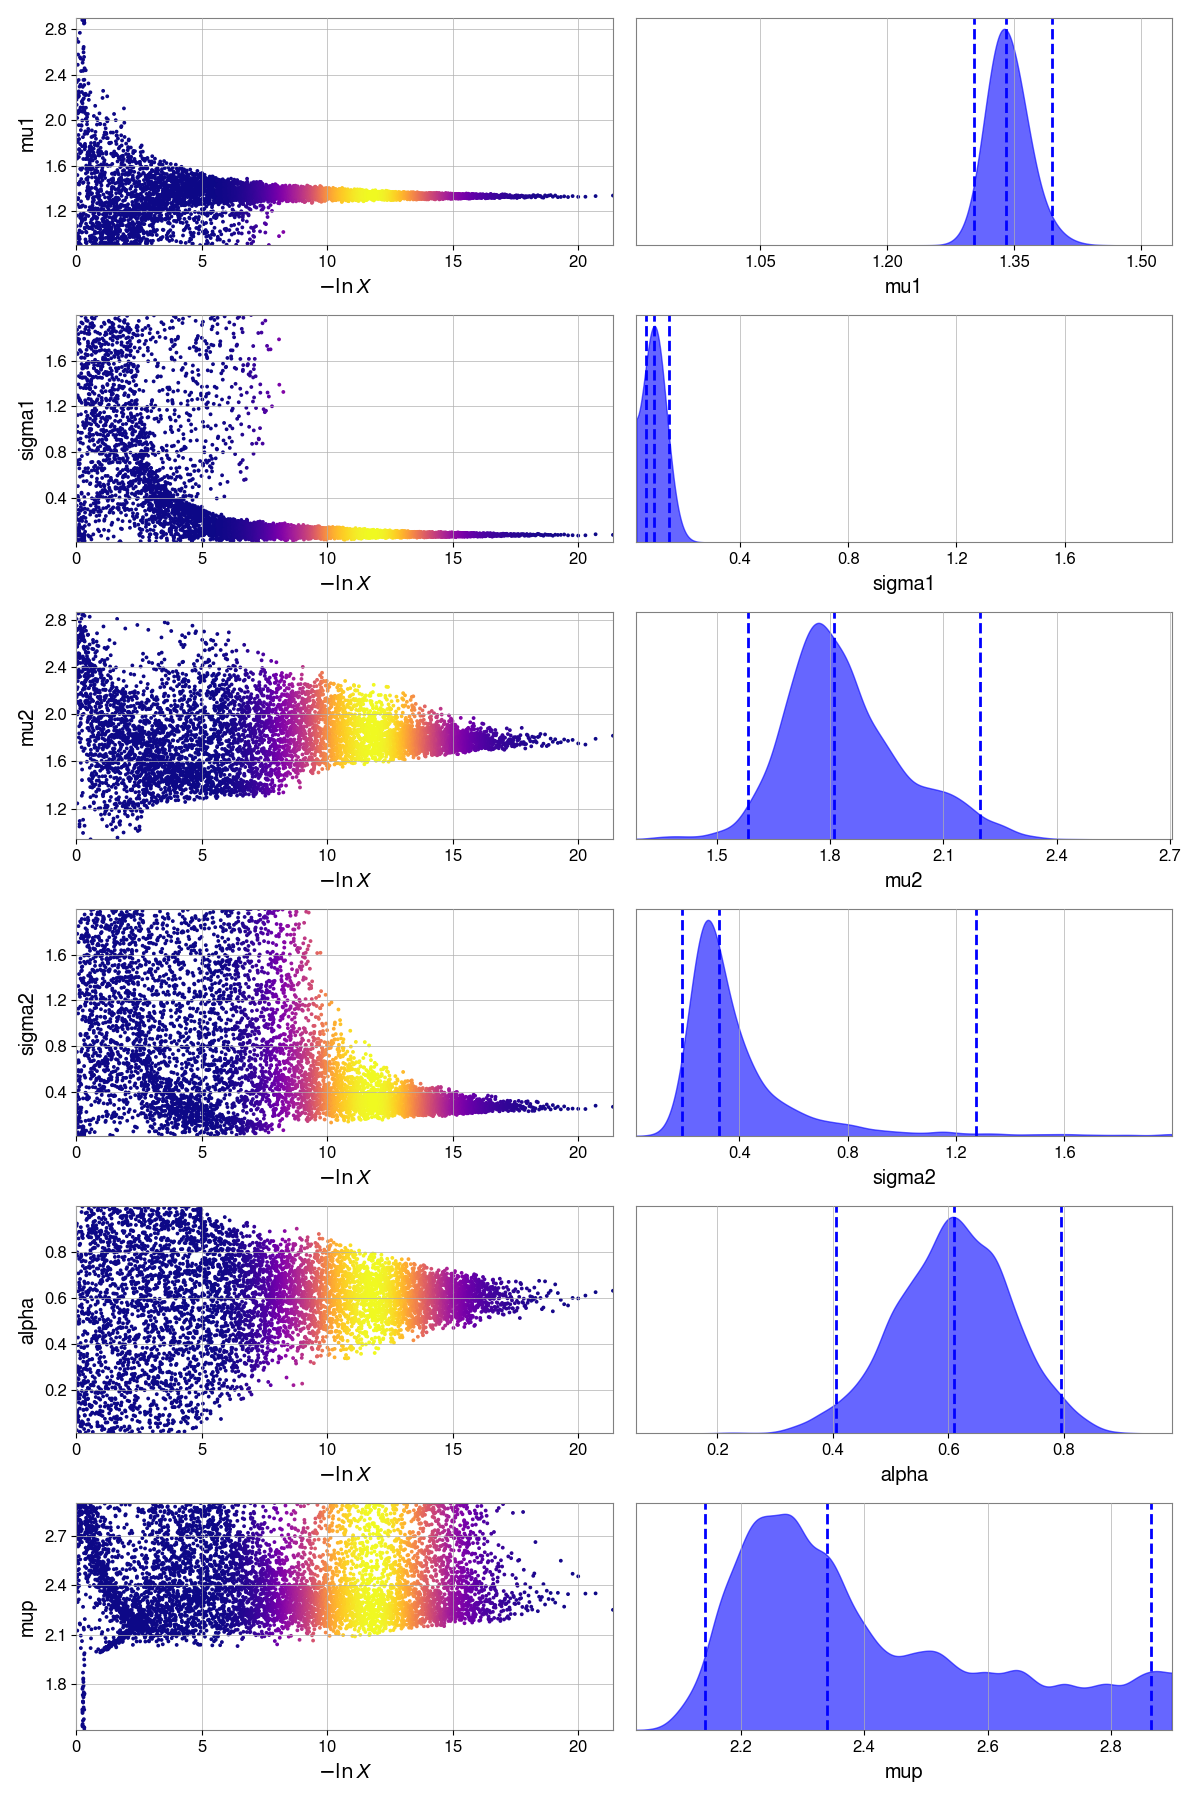 2.8
2.4
2.0
1.6
1.2
mu1
0 5 10 15 20
−ln X
1.05 1.20 1.35 1.50
mu1
1.6
1.2
0.8
0.4
sigma1
0 5 10 15 20
−ln X
0.4 0.8 1.2 1.6
sigma1
2.8
2.4
2.0
1.6
1.2
mu2
0 5 10 15 20
−ln X
1.5 1.8 2.1 2.4 2.7
mu2
1.6
1.2
0.8
0.4
sigma2
0 5 10 15 20
−ln X
0.4 0.8 1.2 1.6
sigma2
0.8
0.6
0.4
0.2
alpha
0 5 10 15 20
−ln X
0.2 0.4 0.6 0.8
alpha
2.7
2.4
2.1
1.8
mup
0 5 10 15 20
−ln X
2.2 2.4 2.6 2.8
mup